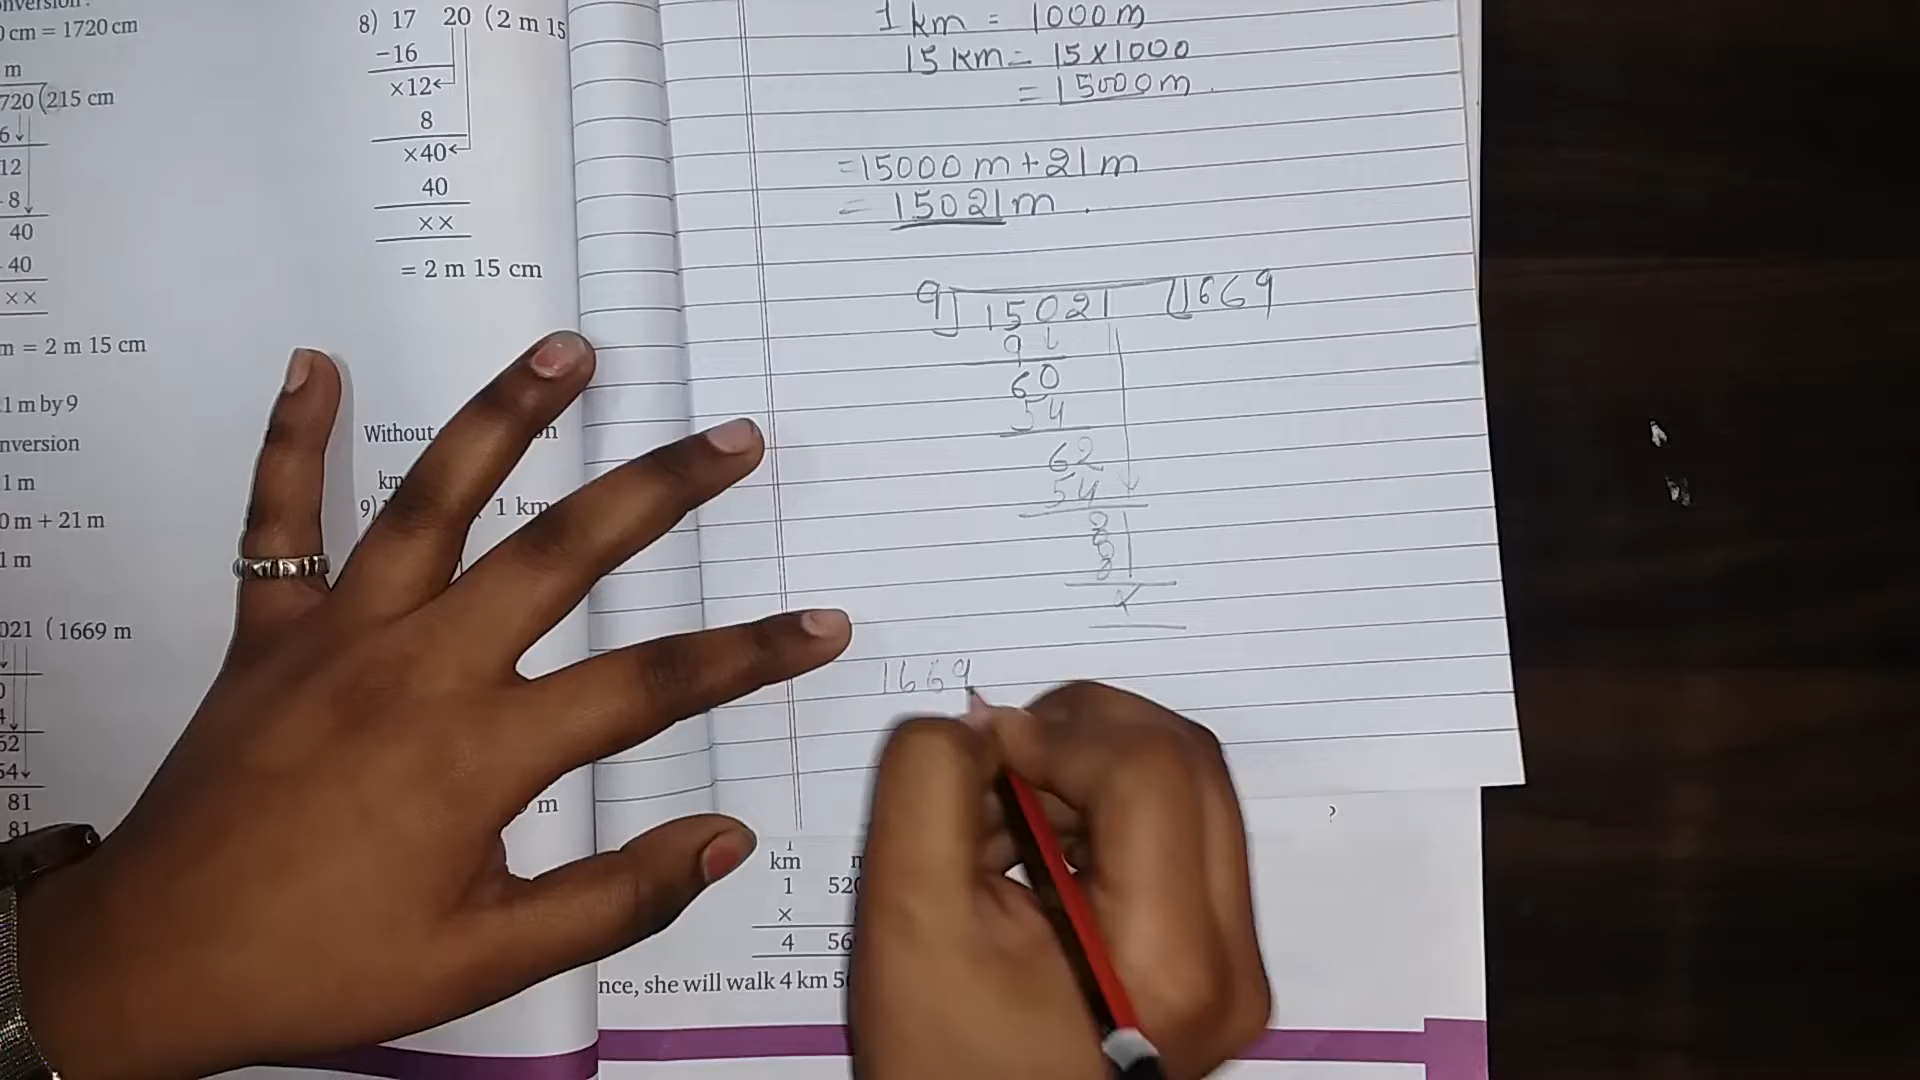 0 cm = 1720 cm
m
720 (215 cm
6
12
8
40
40
× ×
m = 2 m 15 cm
1 m by 9
nversion
1 m
0 m + 21 m
1 m
021 (1669 m
52
54
81
81
8) 17 20 (2 m 15
−16
×12
8
×40
40
× ×
= 2 m 15 cm
Without
km
9)
1 km
m
1 km = 1000 m
15 km = 15 × 1000
= 15000 m
= 15000 m + 21 m
= 15021 m
9 15021 1669
9
60
54
62
54
1669
km
1 52
×
4 56
nce, she will walk 4 km 5
?